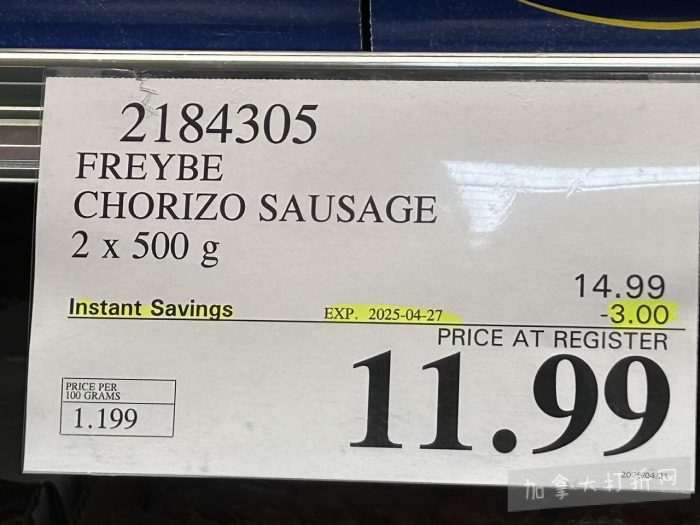 2184305
FREYBE
CHORIZO SAUSAGE
2 x 500 g
14.99
Instant Savings EXP. 2025-04-27 -3.00
PRICE AT REGISTER
11.99
PRICE PER
100 GRAMS
1.199
加拿大打折网